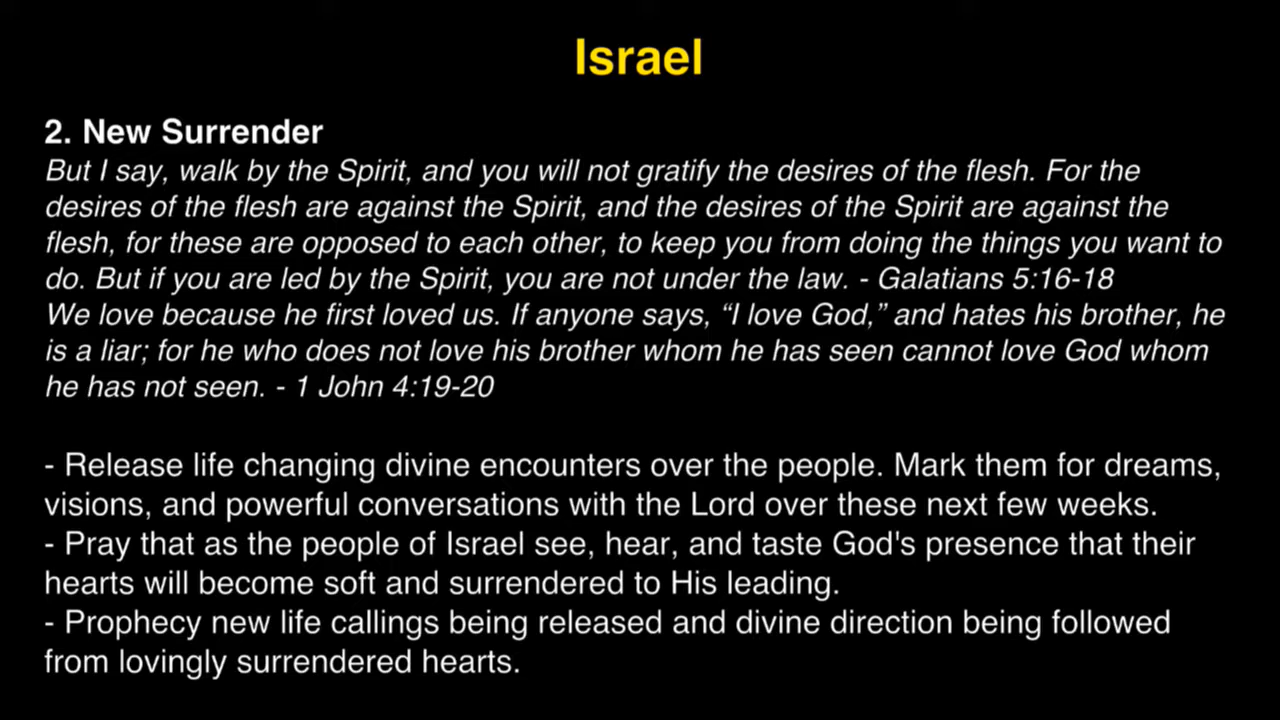 Israel
2. New Surrender
But I say, walk by the Spirit, and you will not gratify the desires of the flesh. For the
desires of the flesh are against the Spirit, and the desires of the Spirit are against the
flesh, for these are opposed to each other, to keep you from doing the things you want to
do. But if you are led by the Spirit, you are not under the law. - Galatians 5:16-18
We love because he first loved us. If anyone says, “I love God,” and hates his brother, he
is a liar; for he who does not love his brother whom he has seen cannot love God whom
he has not seen. - 1 John 4:19-20
- Release life changing divine encounters over the people. Mark them for dreams,
visions, and powerful conversations with the Lord over these next few weeks.
- Pray that as the people of Israel see, hear, and taste God's presence that their
hearts will become soft and surrendered to His leading.
- Prophecy new life callings being released and divine direction being followed
from lovingly surrendered hearts.